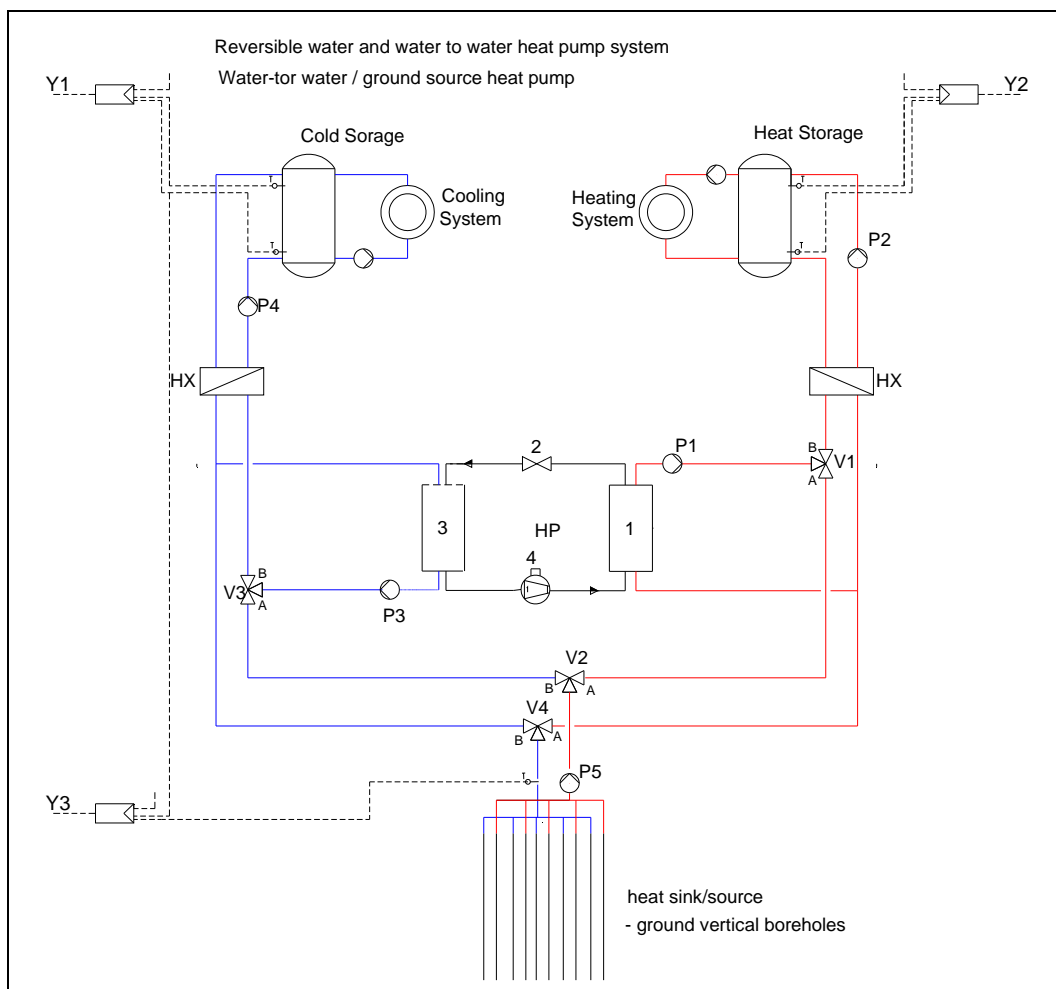 Reversible water and water to water heat pump system
Water-tor water / ground source heat pump
Y1
Y2
Cold Sorage
Heat Storage
T
T
T
T
Cooling
System
Heating
System
P2
P4
HX
HX
2
P1
B
V1
A
3
HP
1
4
B
V3
A
P3
V2
B
A
V4
B
A
T
P5
Y3
heat sink/source
- ground vertical boreholes